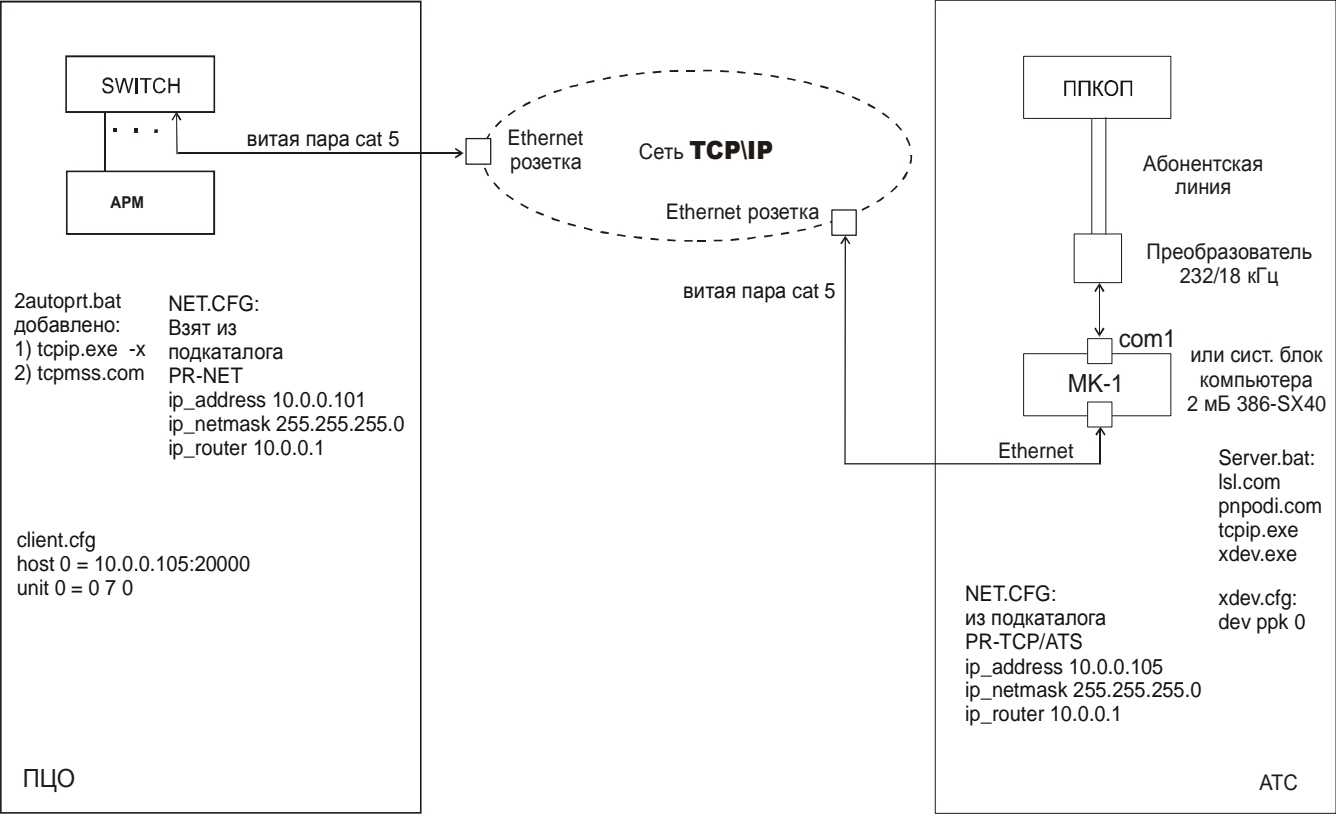 SWITCH
. . .
АРМ
витая пара cat 5
Ethernet
розетка
Сеть TCP\IP
Ethernet розетка
витая пара cat 5
ППКОП
Абонентская
линия
Преобразователь
232/18 кГц
com1
МК-1
или сист. блок
компьютера
2 мБ 386-SX40
Ethernet
2autoprt.bat
добавлено:
1) tcpip.exe -x
2) tcpmss.com
NET.CFG:
Взят из
подкаталога
PR-NET
ip_address 10.0.0.101
ip_netmask 255.255.255.0
ip_router 10.0.0.1
client.cfg
host 0 = 10.0.0.105:20000
unit 0 = 0 7 0
ПЦО
Server.bat:
lsl.com
pnpodi.com
tcpip.exe
xdev.exe
xdev.cfg:
dev ppk 0
NET.CFG:
из подкаталога
PR-TCP/ATS
ip_address 10.0.0.105
ip_netmask 255.255.255.0
ip_router 10.0.0.1
АТС